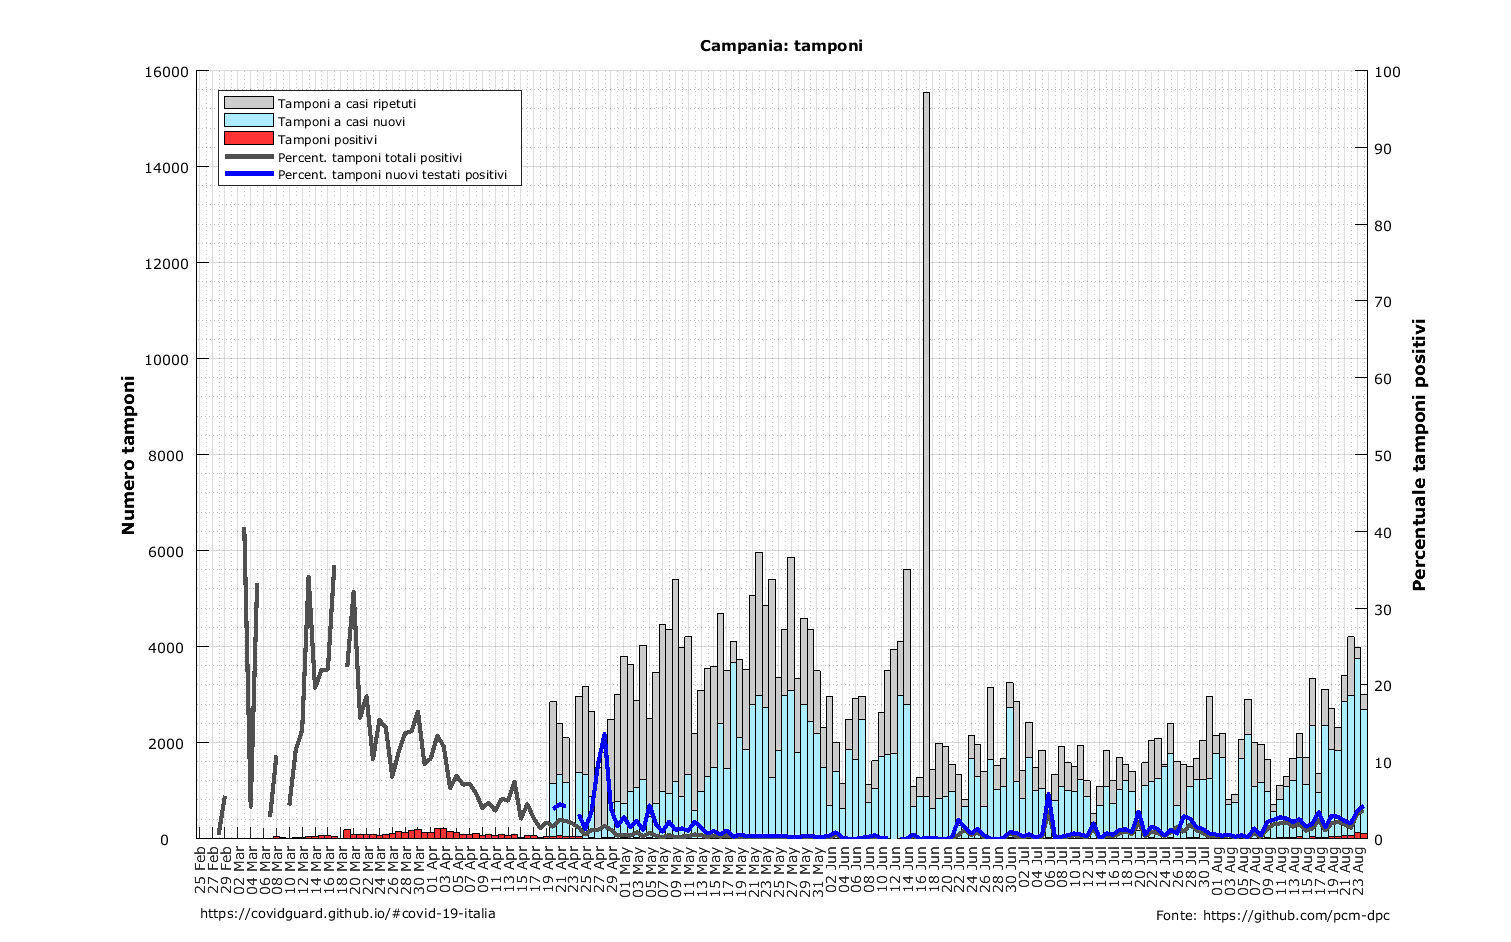 Campania: tamponi
16000
14000
12000
10000
8000
6000
4000
2000
0
Numero tamponi
100
90
80
70
60
50
40
30
20
10
0
Percentuale tamponi positivi
Tamponi a casi ripetuti
Tamponi a casi nuovi
Tamponi positivi
Percent. tamponi totali positivi
Percent. tamponi nuovi testati positivi
25 Feb
27 Feb
29 Feb
02 Mar
04 Mar
06 Mar
08 Mar
10 Mar
12 Mar
14 Mar
16 Mar
18 Mar
20 Mar
22 Mar
24 Mar
26 Mar
28 Mar
30 Mar
01 Apr
03 Apr
05 Apr
07 Apr
09 Apr
11 Apr
13 Apr
15 Apr
17 Apr
19 Apr
21 Apr
23 Apr
25 Apr
27 Apr
29 Apr
01 May
03 May
05 May
07 May
09 May
11 May
13 May
15 May
17 May
19 May
21 May
23 May
25 May
27 May
29 May
31 May
02 Jun
04 Jun
06 Jun
08 Jun
10 Jun
12 Jun
14 Jun
16 Jun
18 Jun
20 Jun
22 Jun
24 Jun
26 Jun
28 Jun
30 Jun
02 Jul
04 Jul
06 Jul
08 Jul
10 Jul
12 Jul
14 Jul
16 Jul
18 Jul
20 Jul
22 Jul
24 Jul
26 Jul
28 Jul
30 Jul
01 Aug
03 Aug
05 Aug
07 Aug
09 Aug
11 Aug
13 Aug
15 Aug
17 Aug
19 Aug
21 Aug
23 Aug
https://covidguard.github.io/#covid-19-italia
Fonte: https://github.com/pcm-dpc